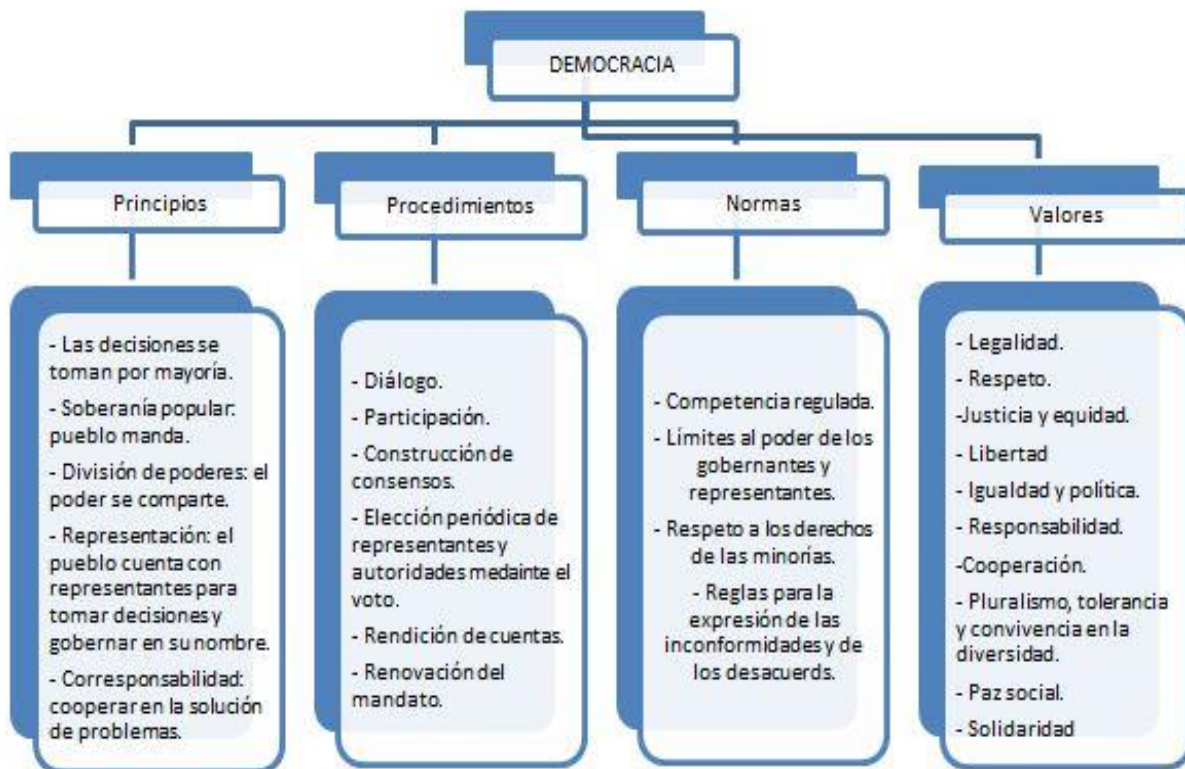 DEMOCRACIA
Principios
Procedimientos
Normas
Valores
- Las decisiones se
toman por mayoría.
- Soberanía popular:
pueblo manda.
- División de poderes: el
poder se comparte.
- Representación: el
pueblo cuenta con
representantes para
tomar decisiones y
gobernar en su nombre.
- Corresponsabilidad:
cooperar en la solución
de problemas.
- Diálogo.
- Participación.
- Construcción de
consensos.
- Elección periódica de
representantes y
autoridades medainte el
voto.
- Rendición de cuentas.
- Renovación del
mandato.
- Competencia regulada.
- Límites al poder de los
gobernantes y
representantes.
- Respeto a los derechos
de las minorías.
- Reglas para la
expresión de las
inconformidades y de
los desacuerds.
- Legalidad.
- Respeto.
-Justicia y equidad.
- Libertad
- Igualdad y política.
- Responsabilidad.
-Cooperación.
- Pluralismo, tolerancia
y convivencia en la
diversidad.
- Paz social.
- Solidaridad